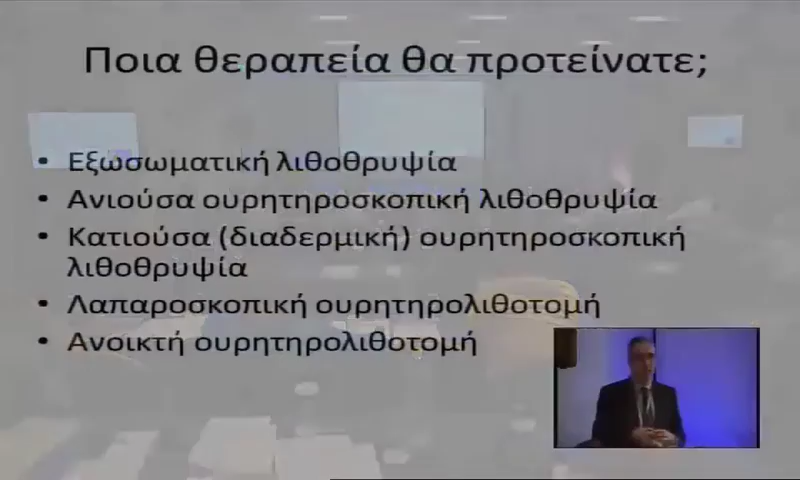 Ποια θεραπεία θα προτείνατε;
• Εξωσωματική λιθοθρυψία
• Ανιούσα ουρητηροσκοπική λιθοθρυψία
• Κατιούσα (διαδερμική) ουρητηροσκοπική
λιθοθρυψία
• Λαπαροσκοπική ουρητηρολιθοτομή
• Ανοικτή ουρητηρολιθοτομή